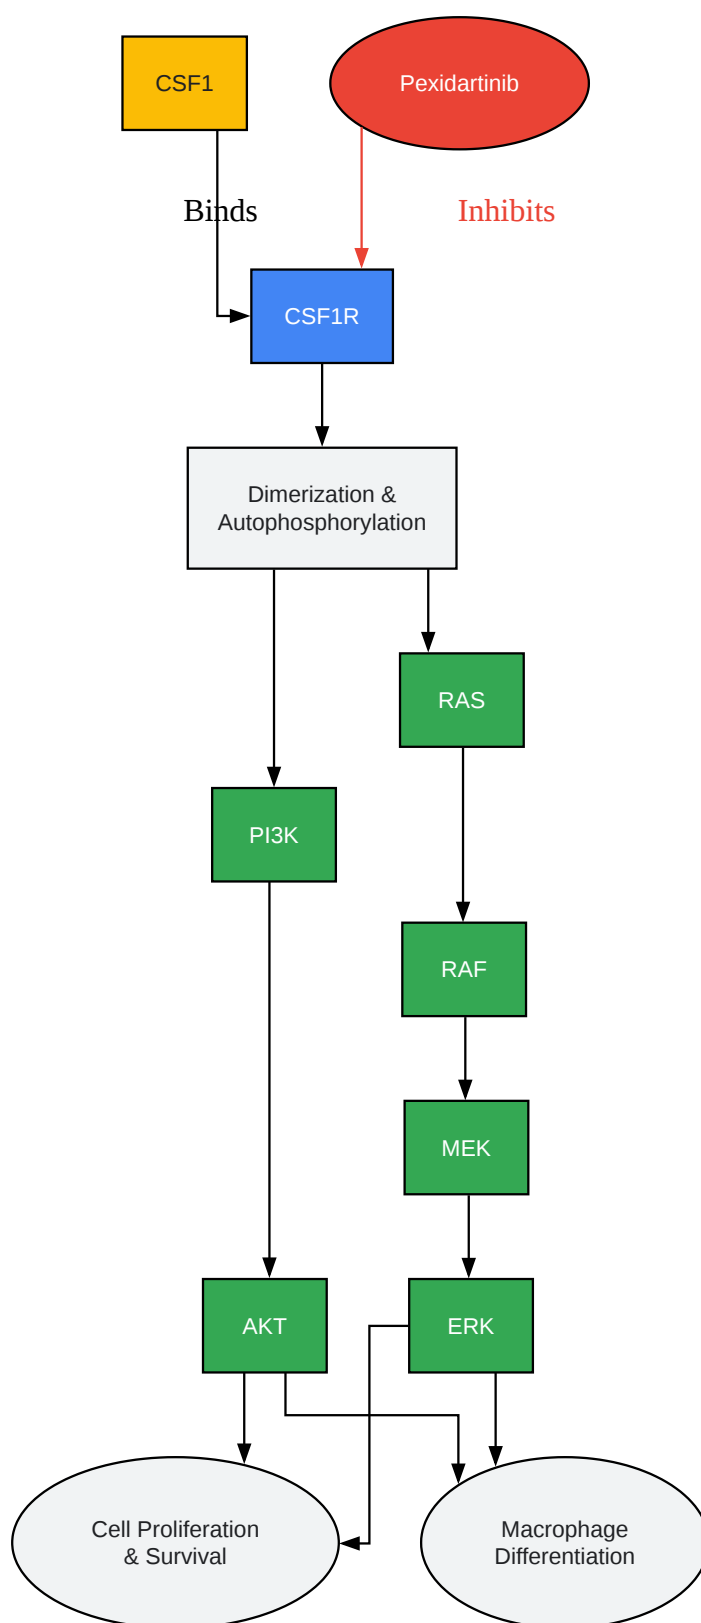 CSF1
Pexidartinib
Binds
Inhibits
CSF1R
Dimerization &
Autophosphorylation
RAS
PI3K
RAF
MEK
AKT
ERK
Cell Proliferation
& Survival
Macrophage
Differentiation